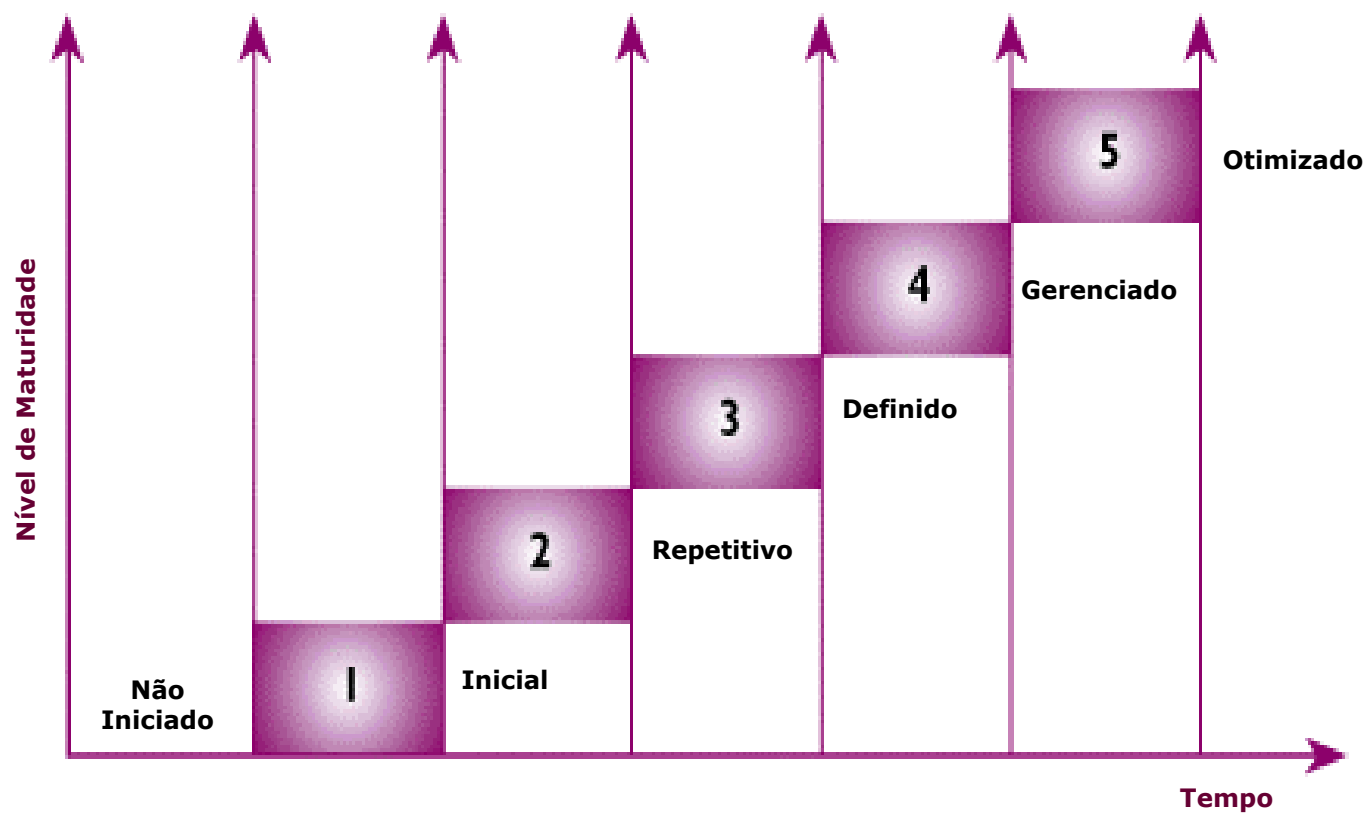 5
Otimizado
4
Gerenciado
3
Definido
2
Repetitivo
1
Inicial
Não
Iniciado
Nível de Maturidade
Tempo